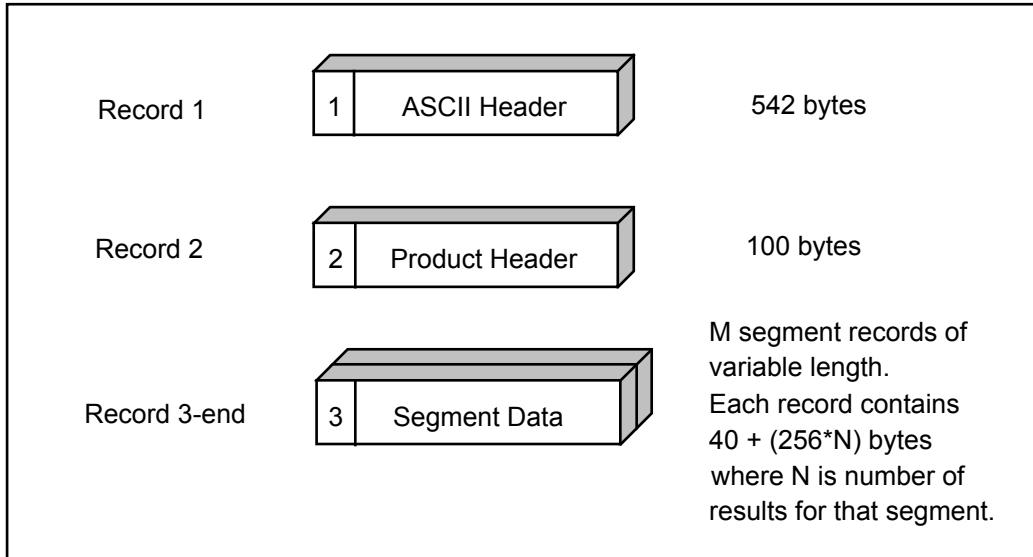 Record 1
1 ASCII Header
542 bytes
Record 2
2 Product Header
100 bytes
Record 3-end
3 Segment Data
M segment records of
variable length.
Each record contains
40 + (256*N) bytes
where N is number of
results for that segment.